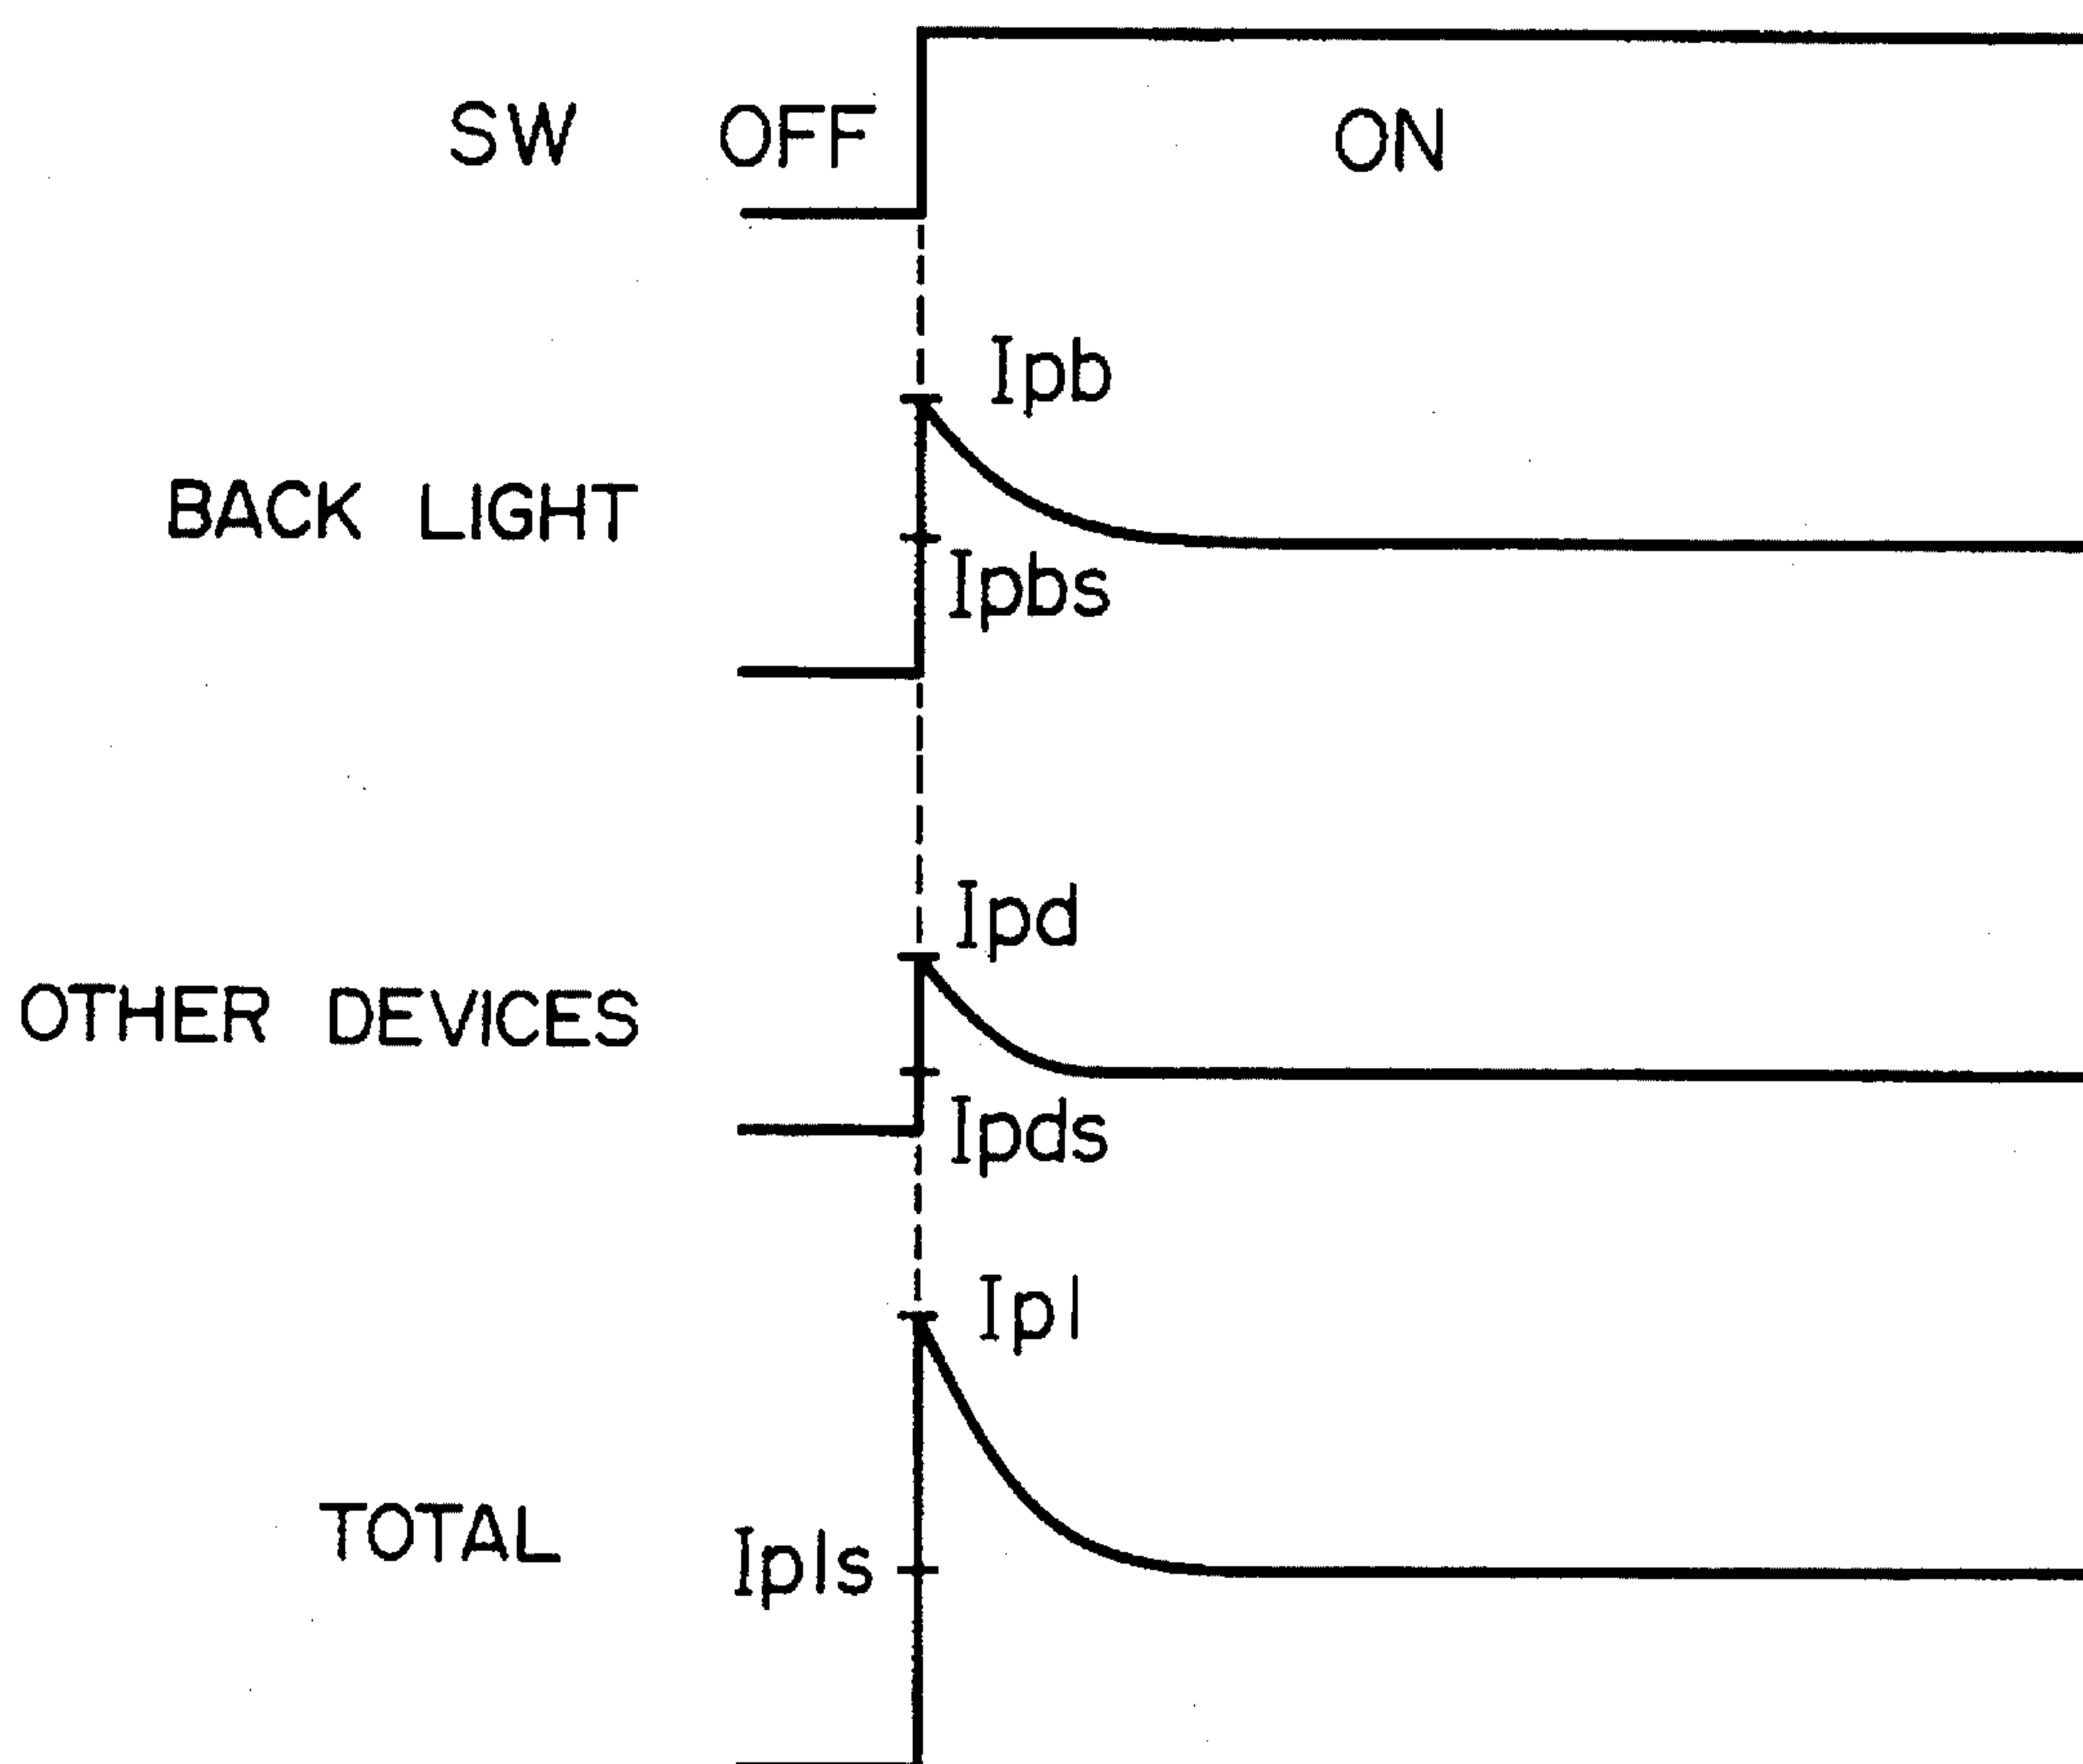 SW OFF ON
Ipb
BACK LIGHT
Ipbs
Ipd
OTHER DEVICES
Ipds
Ipl
TOTAL
Ipls